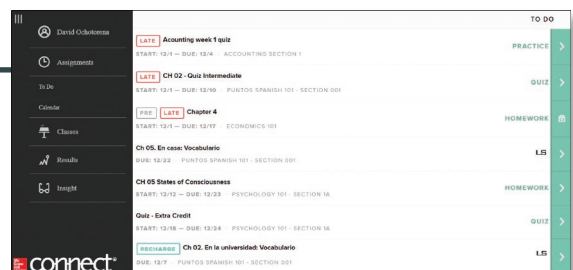 TO DO
David Ochotorena
Assignments
To Do
Calendar
Classes
Results
Insight
Mc Graw Hill connect®
LATE Acounting week 1 quiz
START: 12/1 — DUE: 12/4 · ACCOUNTING SECTION 1
PRACTICE
LATE CH 02 - Quiz Intermediate
START: 12/1 — DUE: 12/10 · PUNTOS SPANISH 101 - SECTION 001
QUIZ
PRE LATE Chapter 4
START: 12/1 — DUE: 12/17 · ECONOMICS 101
HOMEWORK
Ch 05. En casa: Vocabulario
DUE: 12/22 · PUNTOS SPANISH 101 - SECTION 001
LS
CH 05 States of Consciousness
START: 12/12 — DUE: 12/23 · PSYCHOLOGY 101 - SECTION 1A
HOMEWORK
Quiz - Extra Credit
START: 12/18 — DUE: 12/24 · PSYCHOLOGY 101 - SECTION 1A
QUIZ
RECHARGE Ch 02. En la universidad: Vocabulario
DUE: 12/7 · PUNTOS SPANISH 101 - SECTION 001
LS